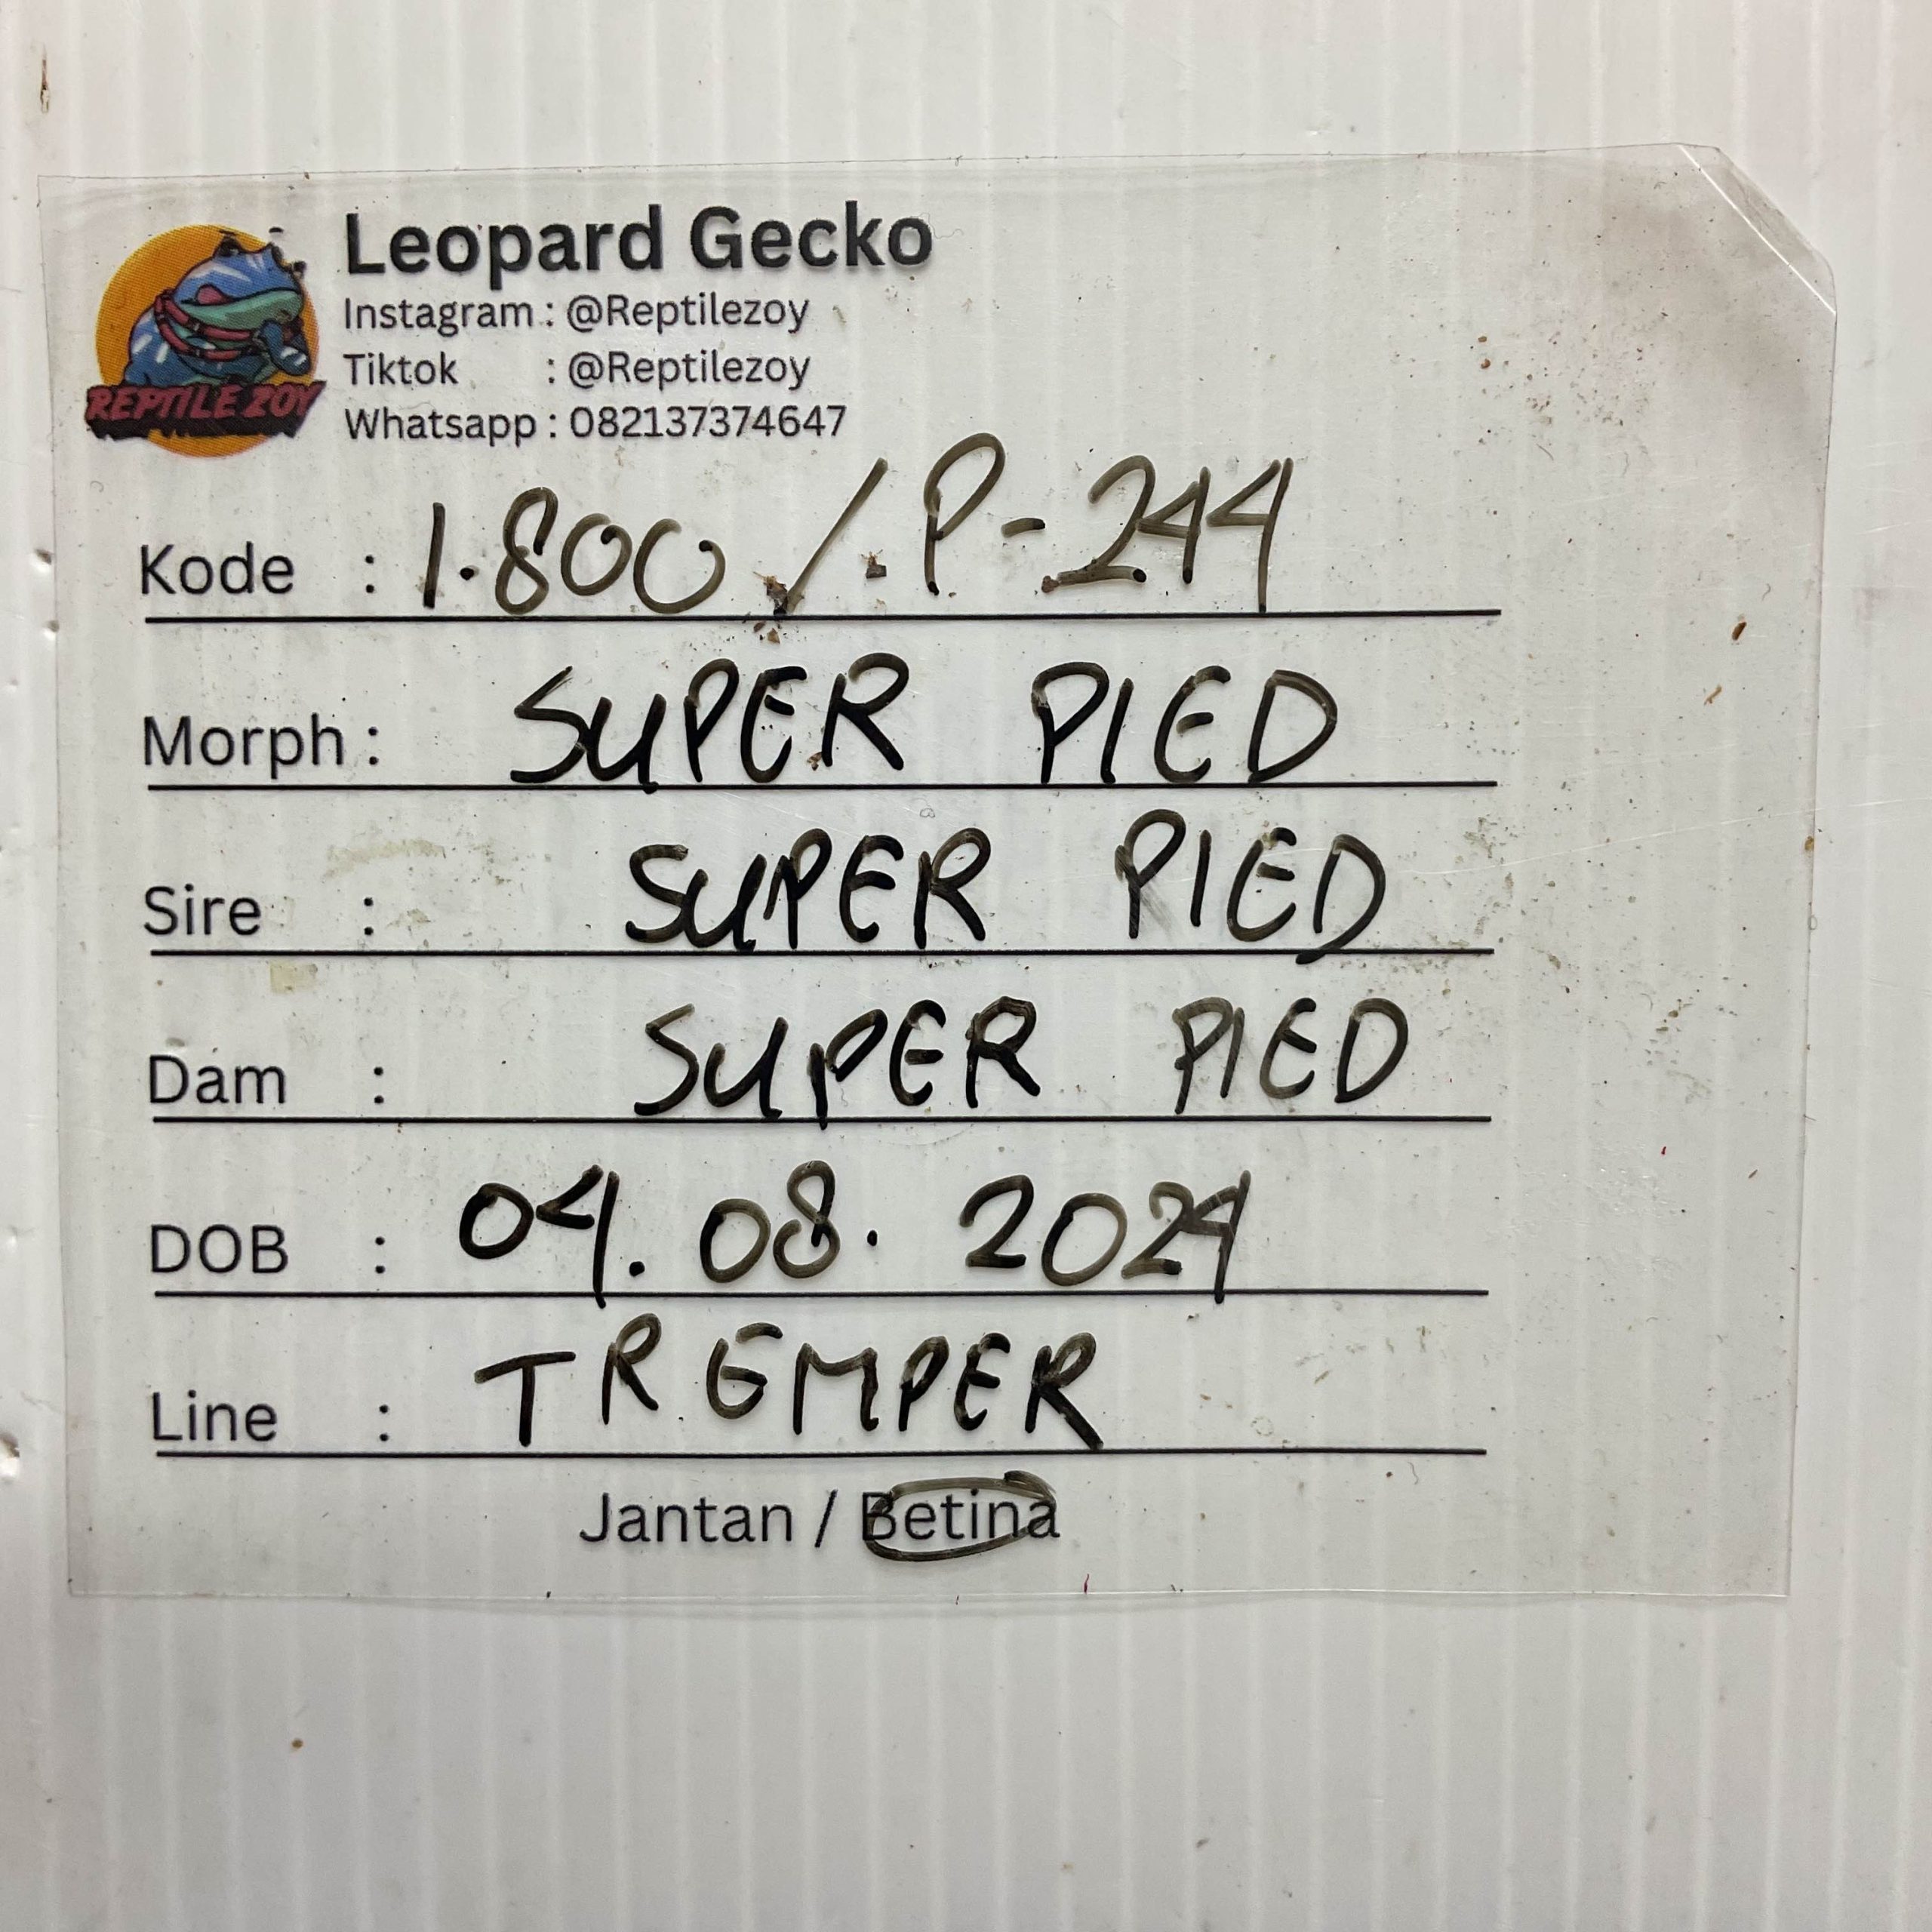 Leopard Gecko
Instagram : @Reptilezoy
Tiktok : @Reptilezoy
Whatsapp : 082137374647
REPTILE ZOY
Kode : 1.800 / P-244
Morph : SUPER PIED
Sire : SUPER PIED
Dam : SUPER PIED
DOB : 04. 08. 2024
Line : TREMPER
Jantan / Betina